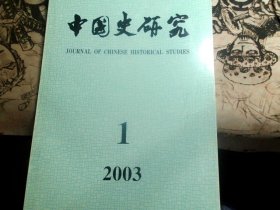 中国史研究
JOURNAL OF CHINESE HISTORICAL STUDIES
1
2003